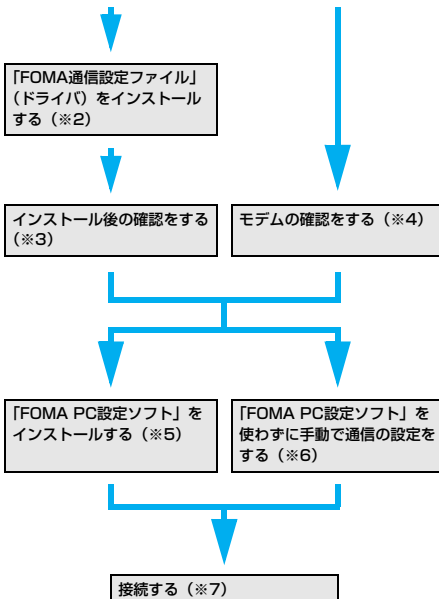 「FOMA通信設定ファイル」
（ドライバ）をインストール
する（※2）
インストール後の確認をする
（※3）
モデムの確認をする（※4）
「FOMA PC設定ソフト」を
インストールする（※5）
「FOMA PC設定ソフト」を
使わずに手動で通信の設定を
する（※6）
接続する（※7）